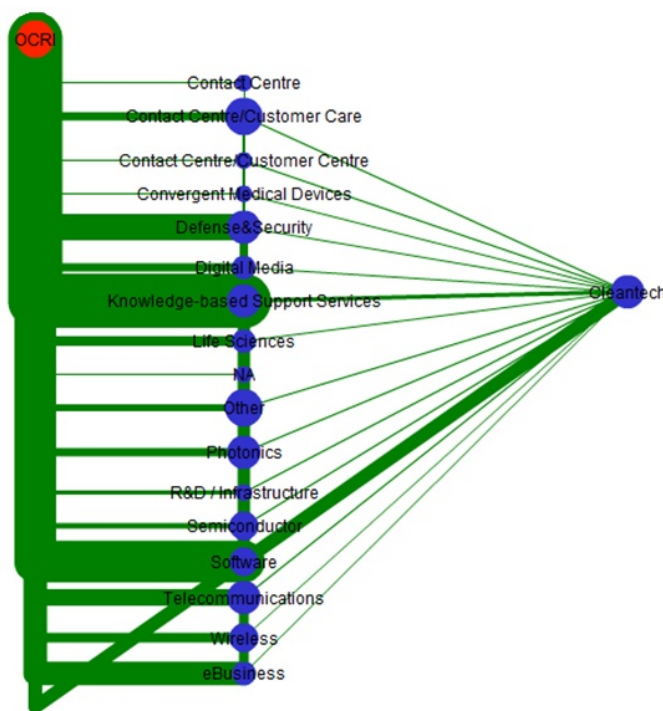 OCRI
Contact Centre
Contact Centre/Customer Care
Contact Centre/Customer Centre
Convergent Medical Devices
Defense&Security
Digital Media
Knowledge-based Support Services
Cleantech
Life Sciences
NA
Other
Photonics
R&D / Infrastructure
Semiconductor
Software
Telecommunications
Wireless
eBusiness